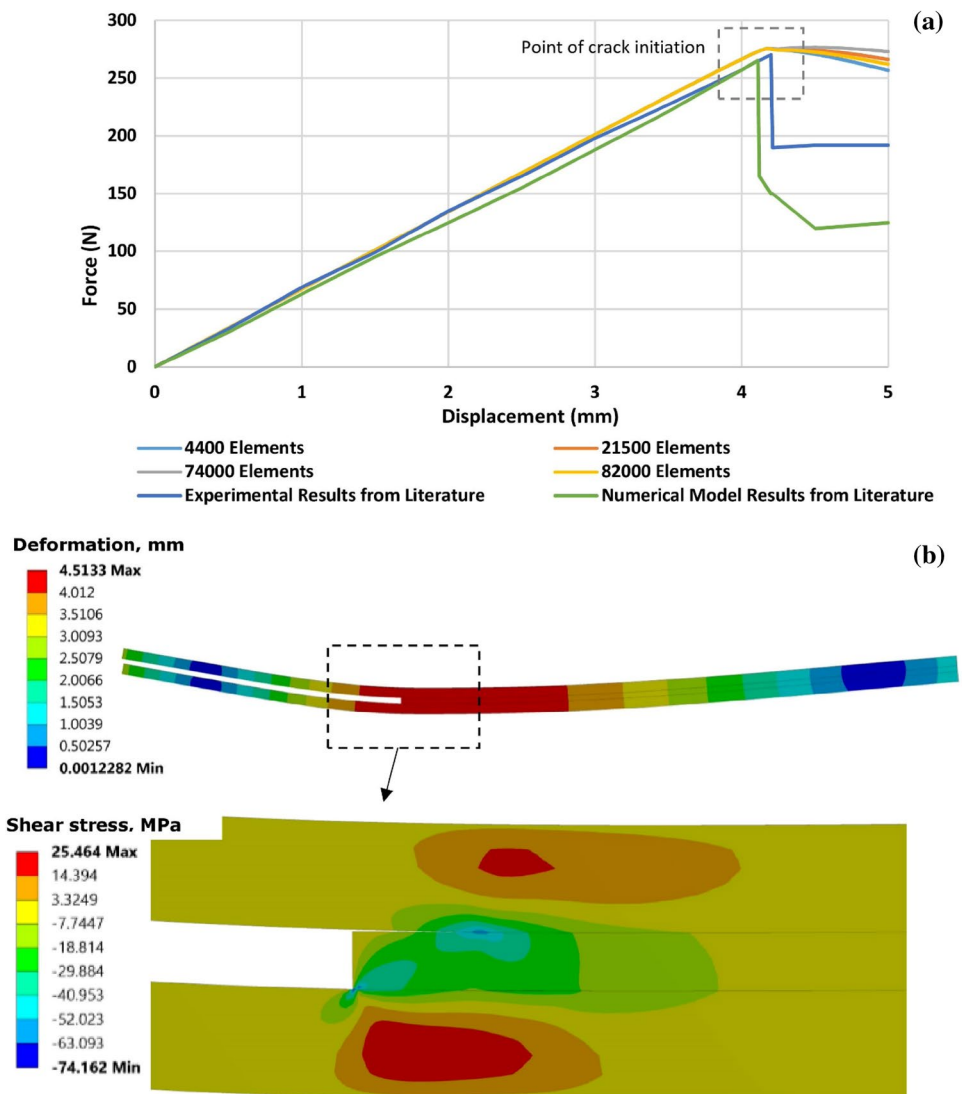 (a)
300
250
200
150
100
50
0
Force (N)
Point of crack initiation
0 1 2 3 4 5
Displacement (mm)
4400 Elements 21500 Elements
74000 Elements 82000 Elements
Experimental Results from Literature Numerical Model Results from Literature
(b)
Deformation, mm
4.5133 Max
4.012
3.5106
3.0093
2.5079
2.0066
1.5053
1.0039
0.50257
0.0012282 Min
Shear stress, MPa
25.464 Max
14.394
3.3249
-7.7447
-18.814
-29.884
-40.953
-52.023
-63.093
-74.162 Min